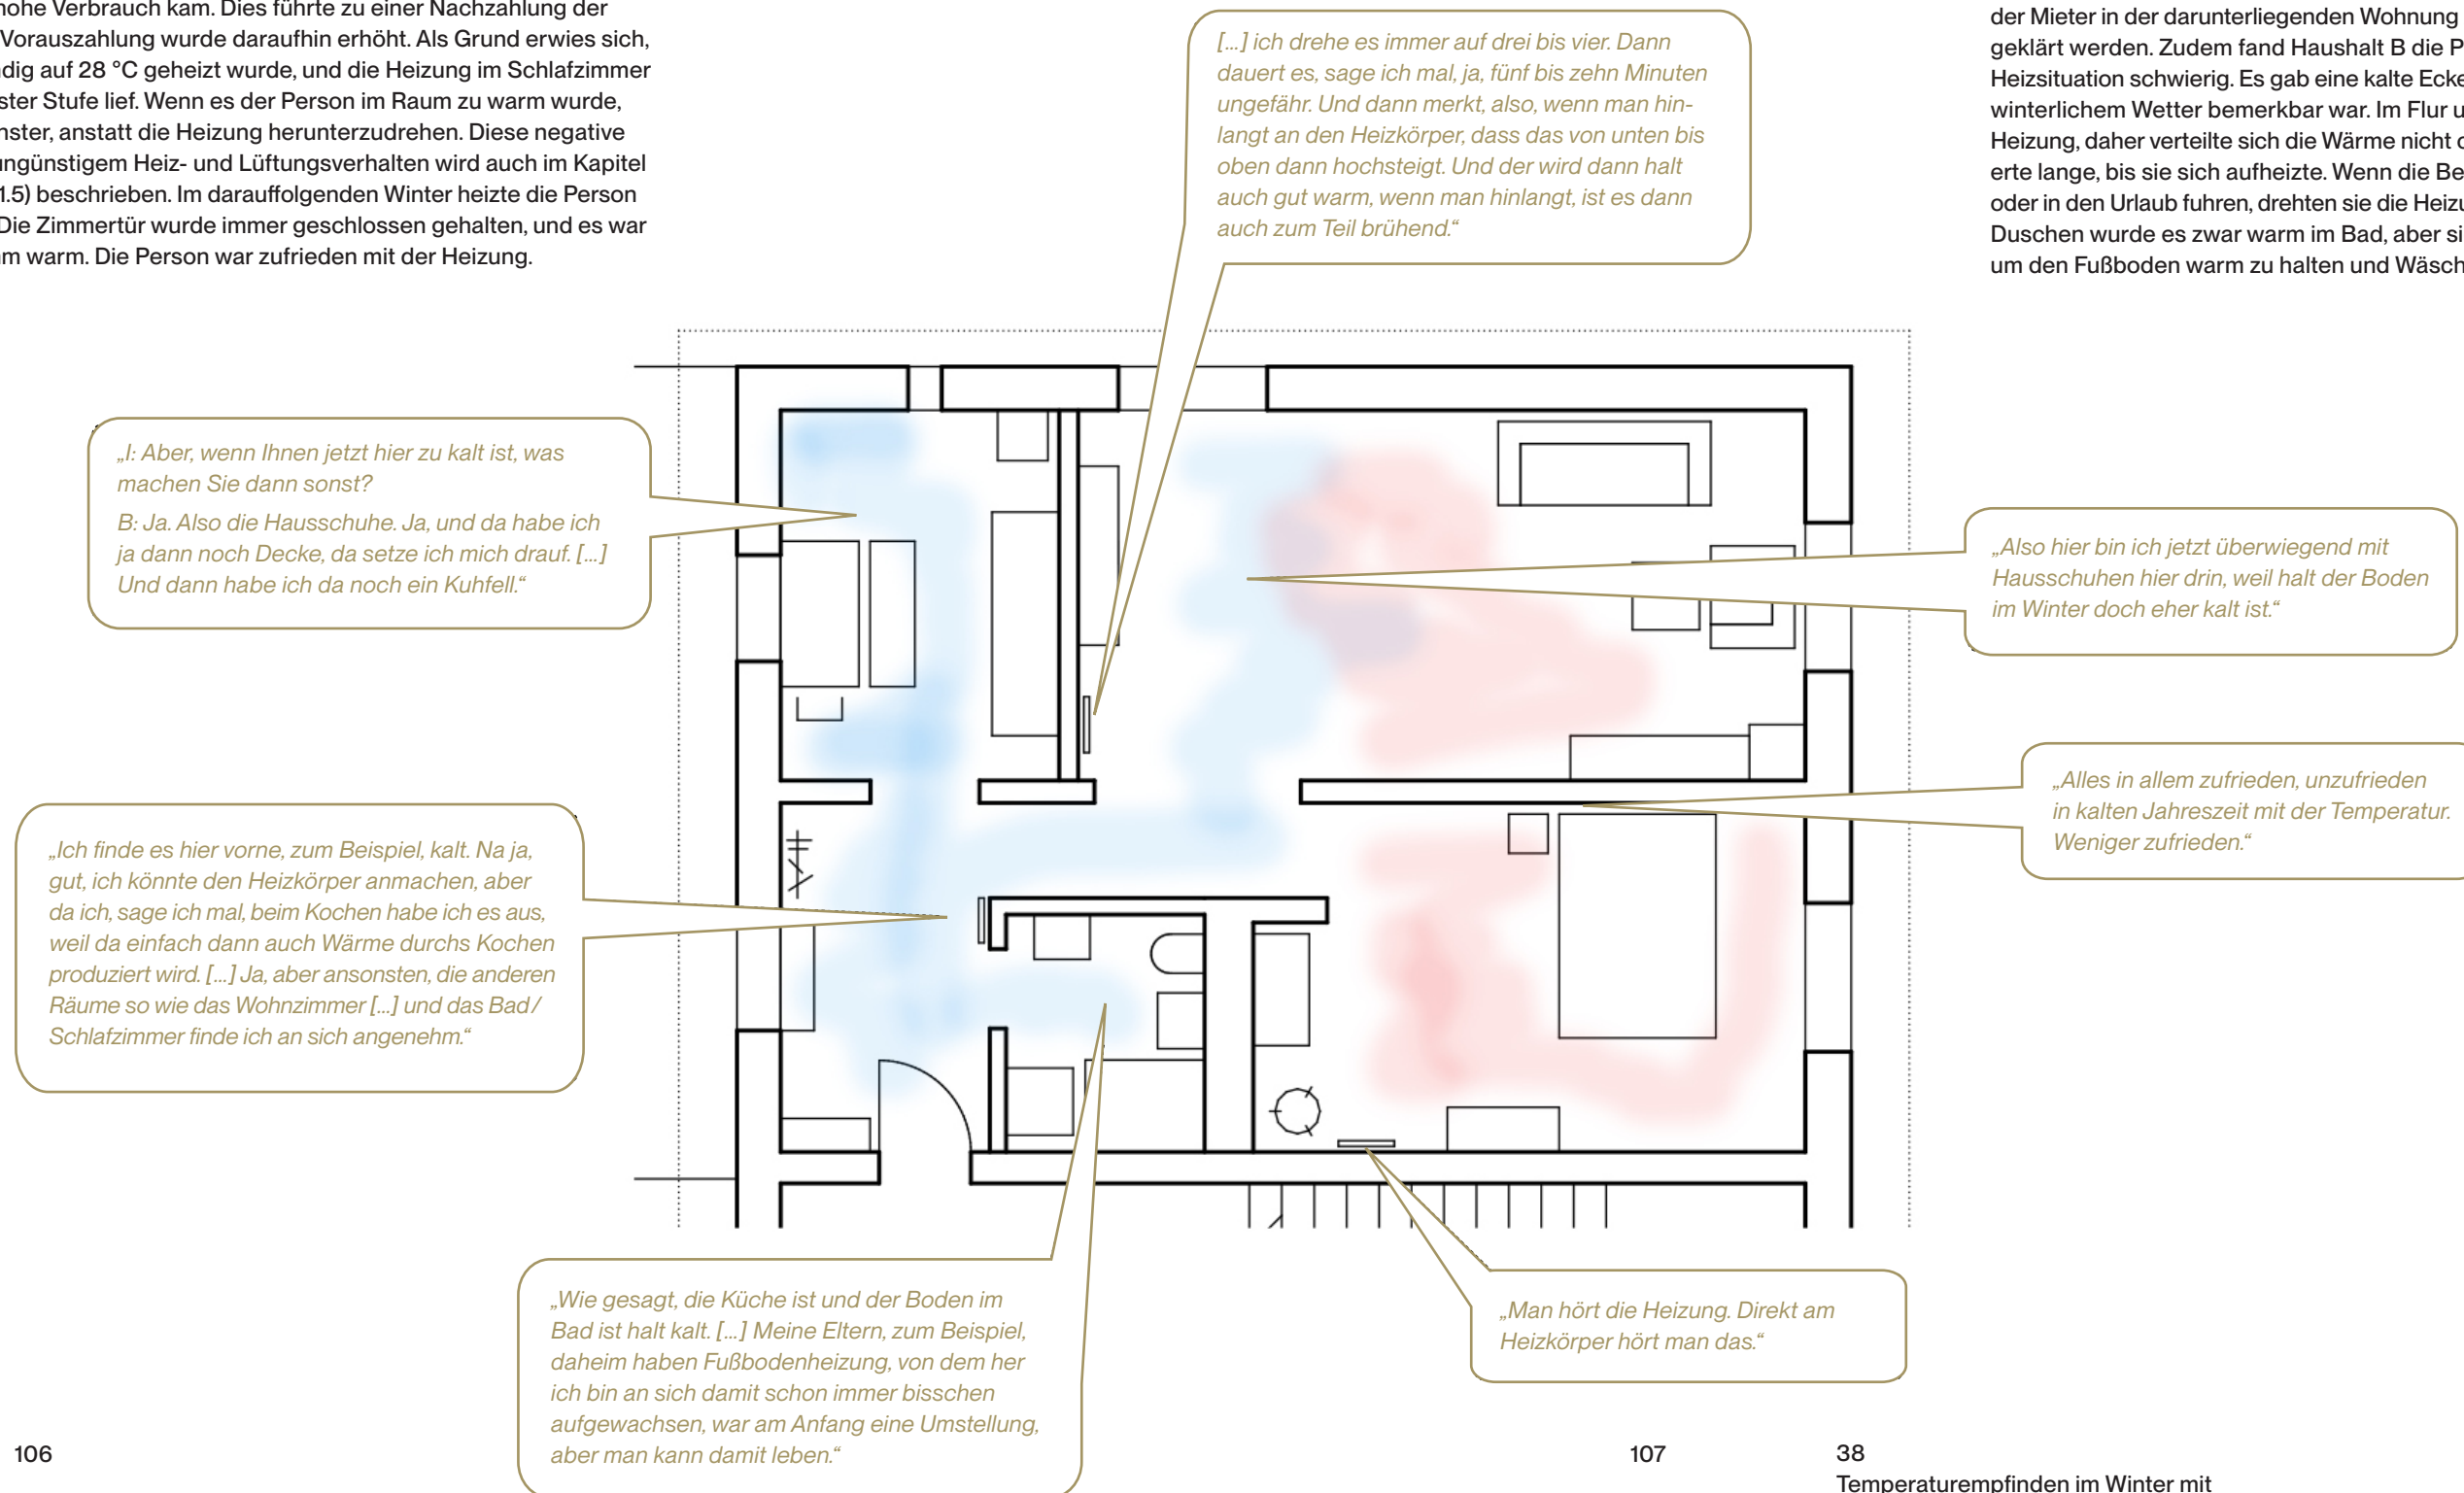 hohe Verbrauch kam. Dies führte zu einer Nachzahlung der
Vorauszahlung wurde daraufhin erhöht. Als Grund erwies sich,
auf 28 °C geheizt wurde, und die Heizung im Schlafzimmer
Stufe lief. Wenn es der Person im Raum zu warm wurde,
anstatt die Heizung herunterzudrehen. Diese negative
ungünstigem Heiz- und Lüftungsverhalten wird auch im Kapitel
1.5) beschrieben. Im darauffolgenden Winter heizte die Person
Die Zimmertür wurde immer geschlossen gehalten, und es war
warm. Die Person war zufrieden mit der Heizung.
[...] ich drehe es immer auf drei bis vier. Dann
dauert es, sage ich mal, ja, fünf bis zehn Minuten
ungefähr. Und dann merkt, also, wenn man hin-
langt an den Heizkörper, dass das von unten bis
oben dann hochsteigt. Und der wird dann halt
auch gut warm, wenn man hinlangt, ist es dann
auch zum Teil brühend.“
der Mieter in der darunterliegenden Wohnung
geklärt werden. Zudem fand Haushalt B die P
Heizsituation schwierig. Es gab eine kalte Ecke
winterlichem Wetter bemerkbar war. Im Flur u
Heizung, daher verteilte sich die Wärme nicht
erte lange, bis sie sich aufheizte. Wenn die Be
oder in den Urlaub fuhren, drehten sie die Heizu
Duschen wurde es zwar warm im Bad, aber si
um den Fußboden warm zu halten und Wäsch
„I: Aber, wenn Ihnen jetzt hier zu kalt ist, was
machen Sie dann sonst?
B: Ja. Also die Hausschuhe. Ja, und da habe ich
ja dann noch Decke, da setze ich mich drauf. [...]
Und dann habe ich da noch ein Kuhfell.“
„Also hier bin ich jetzt überwiegend mit
Hausschuhen hier drin, weil halt der Boden
im Winter doch eher kalt ist.“
„Alles in allem zufrieden, unzufrieden
in kalten Jahreszeit mit der Temperatur.
Weniger zufrieden.“
„Ich finde es hier vorne, zum Beispiel, kalt. Na ja,
gut, ich könnte den Heizkörper anmachen, aber
da ich, sage ich mal, beim Kochen habe ich es aus,
weil da einfach dann auch Wärme durchs Kochen
produziert wird. [...] Ja, aber ansonsten, die anderen
Räume so wie das Wohnzimmer [...] und das Bad/
Schlafzimmer finde ich an sich angenehm.“
„Wie gesagt, die Küche ist und der Boden im
Bad ist halt kalt. [...] Meine Eltern, zum Beispiel,
daheim haben Fußbodenheizung, von dem her
ich bin an sich damit schon immer bisschen
aufgewachsen, war am Anfang eine Umstellung,
aber man kann damit leben.“
„Man hört die Heizung. Direkt am
Heizkörper hört man das.“
106
107
38
Temperaturempfinden im Winter mit